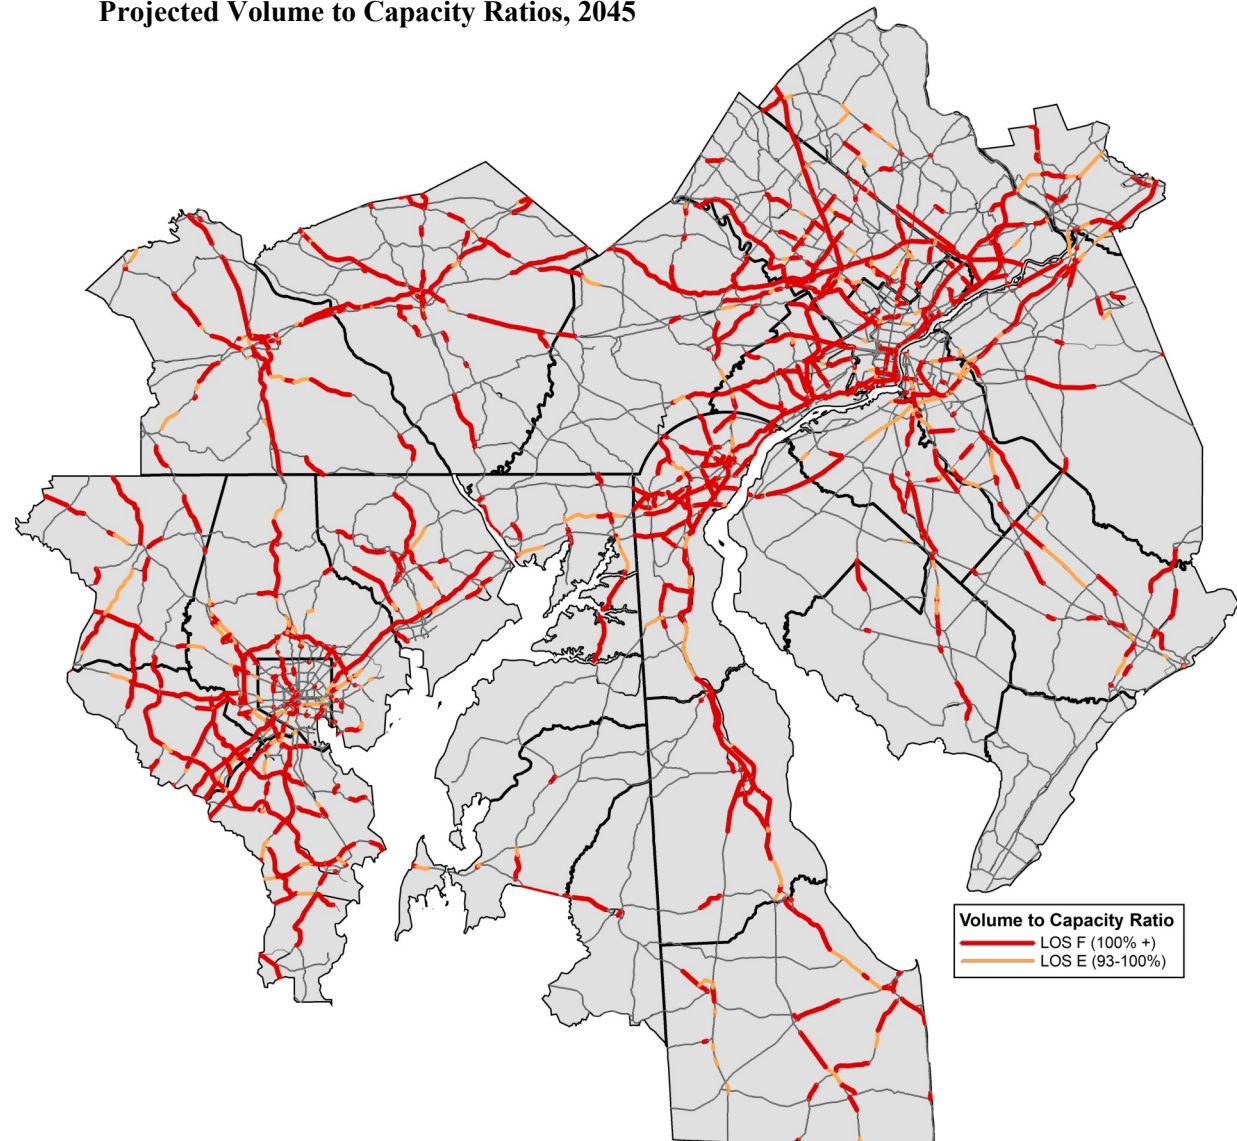 Projected Volume to Capacity Ratios, 2045
Volume to Capacity Ratio
LOS F (100% +)
LOS E (93-100%)